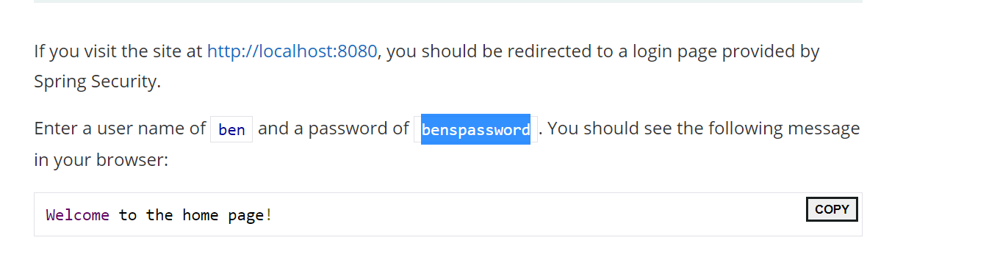 If you visit the site at http://localhost:8080, you should be redirected to a login page provided by
Spring Security.
Enter a user name of ben and a password of benspassword . You should see the following message
in your browser:
COPY
Welcome to the home page!